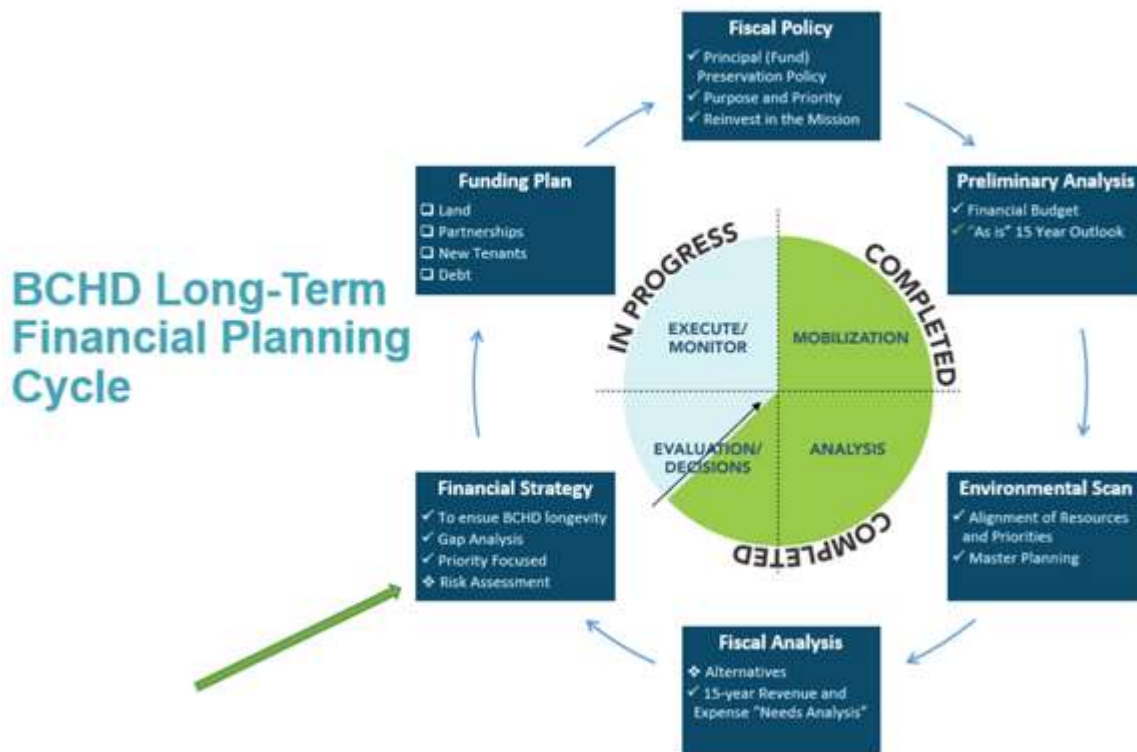 BCHD Long-Term
Financial Planning
Cycle
Fiscal Policy
✓ Principal (Fund)
Preservation Policy
✓ Purpose and Priority
✓ Reinvest in the Mission
Preliminary Analysis
✓ Financial Budget
✓ "As is" 15 Year Outlook
Environmental Scan
✓ Alignment of Resources
and Priorities
✓ Master Planning
Fiscal Analysis
❖ Alternatives
✓ 15-year Revenue and
Expense "Needs Analysis"
Financial Strategy
✓ To ensue BCHD longevity
✓ Gap Analysis
✓ Priority Focused
❖ Risk Assessment
Funding Plan
❑ Land
❑ Partnerships
❑ New Tenants
❑ Debt
IN PROGRESS
COMPLETED
COMPLETED
EXECUTE/
MONITOR
MOBILIZATION
EVALUATION/
DECISIONS
ANALYSIS